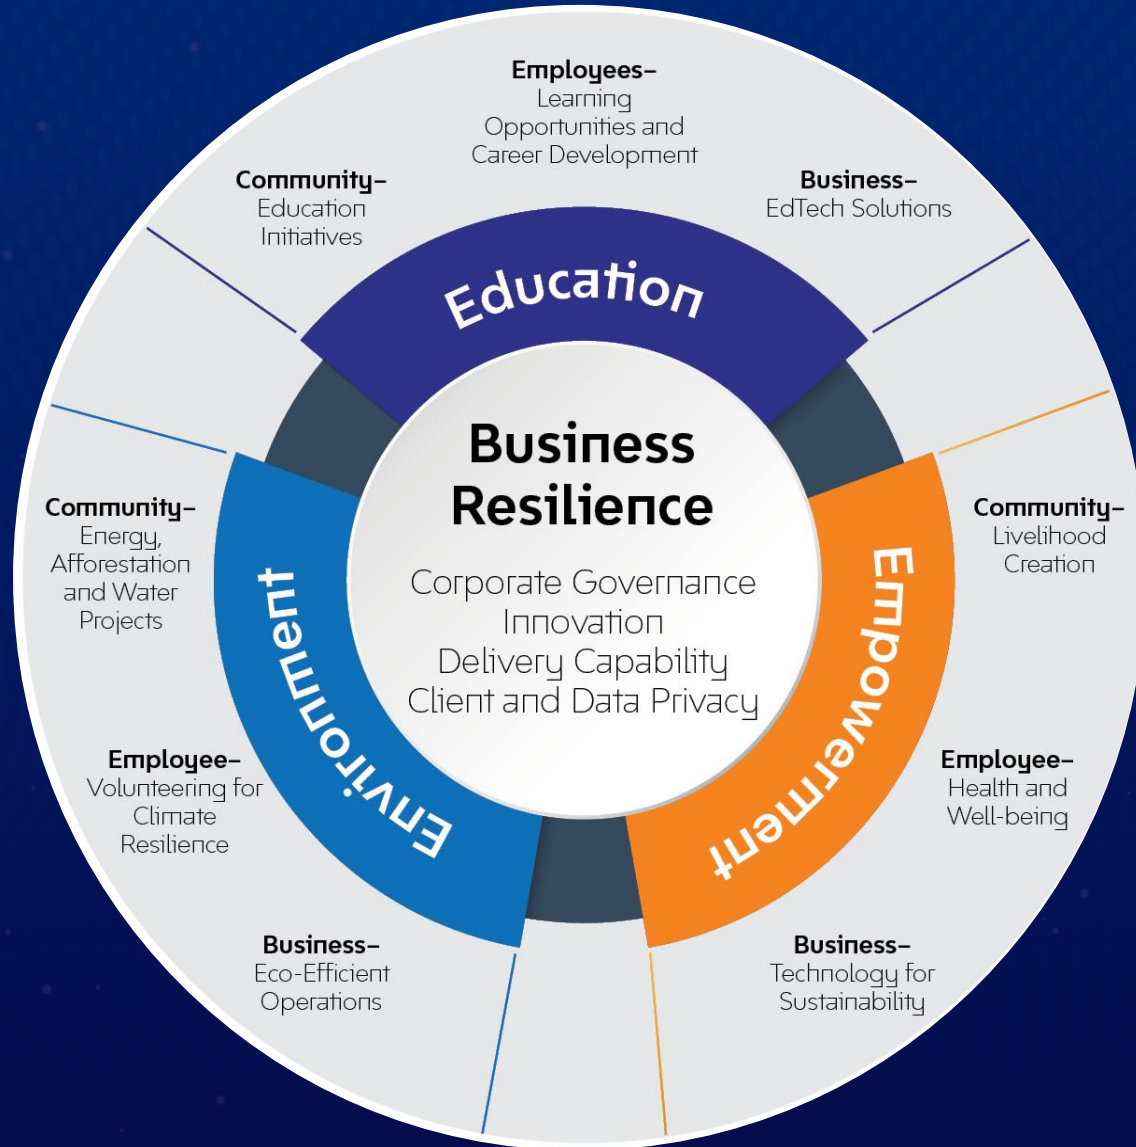 Employees–
Learning
Opportunities and
Career Development
Community–
Education
Initiatives
Business–
EdTech Solutions
Education
Business
Resilience
Corporate Governance
Innovation
Delivery Capability
Client and Data Privacy
Environment
Community–
Energy,
Afforestation
and Water
Projects
Employee–
Volunteering for
Climate
Resilience
Business–
Eco-Efficient
Operations
Empowerment
Community–
Livelihood
Creation
Employee–
Health and
Well-being
Business–
Technology for
Sustainability